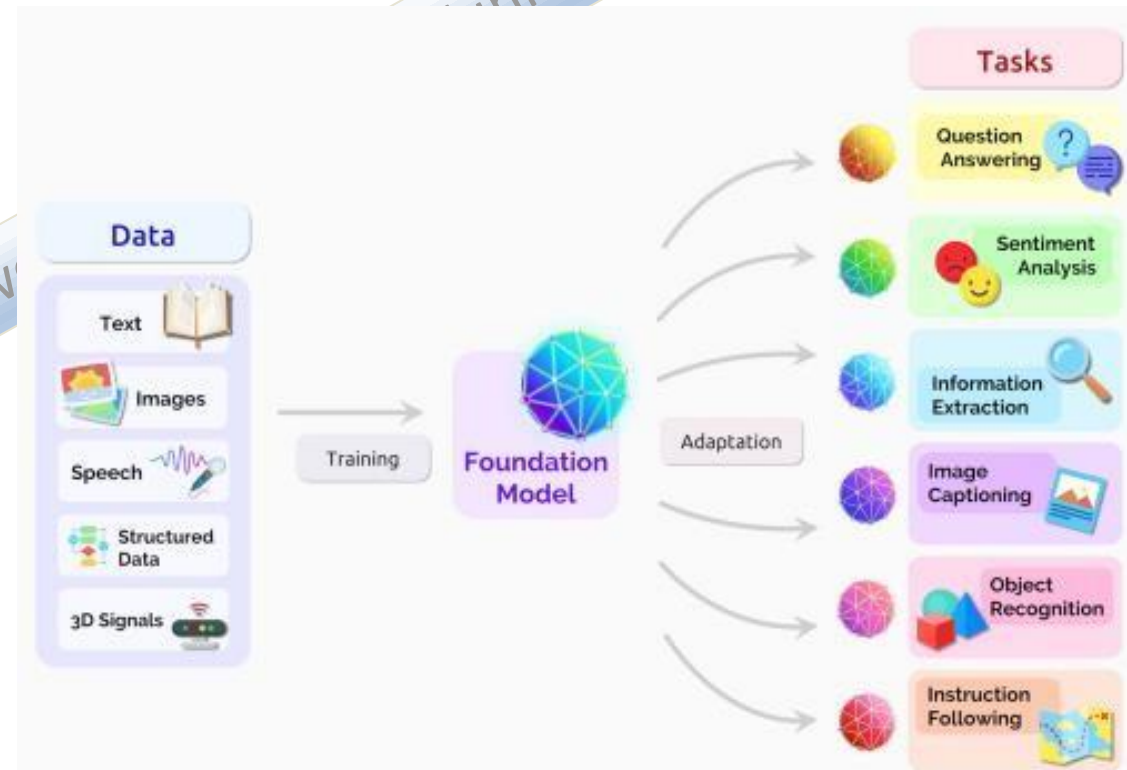 Data
Text
Images
Speech
Structured
Data
3D Signals
Training
Foundation
Model
Adaptation
Tasks
Question
Answering
?
Sentiment
Analysis
Information
Extraction
Image
Captioning
Object
Recognition
Instruction
Following